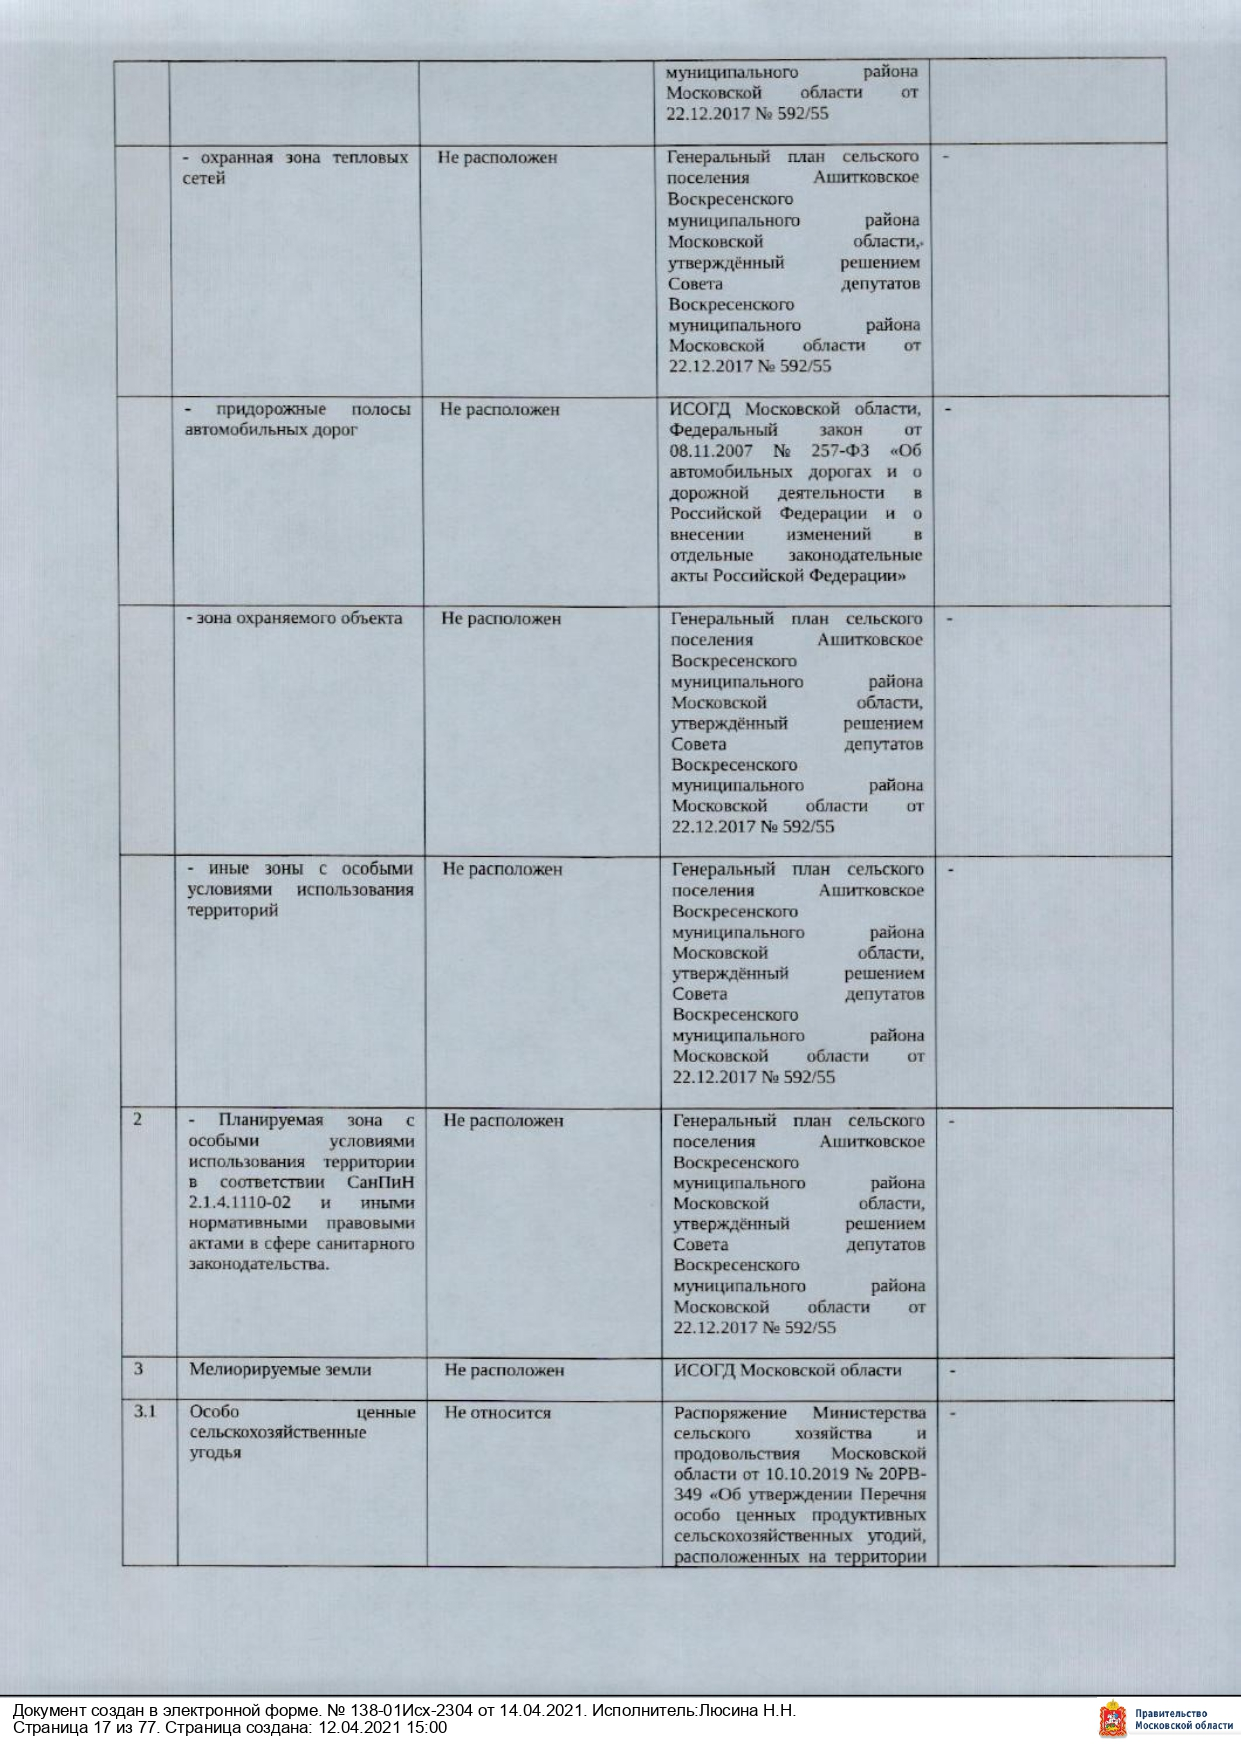 муниципального района
Московской области от
22.12.2017 № 592/55
- охранная зона тепловых
сетей
Не расположен
Генеральный план сельского
поселения Ашитковское
Воскресенского
муниципального района
Московской области,
утверждённый решением
Совета депутатов
Воскресенского
муниципального района
Московской области от
22.12.2017 № 592/55
-
- придорожные полосы
автомобильных дорог
Не расположен
ИСОГД Московской области,
Федеральный закон от
08.11.2007 № 257-ФЗ «Об
автомобильных дорогах и о
дорожной деятельности в
Российской Федерации и о
внесении изменений в
отдельные законодательные
акты Российской Федерации»
-
- зона охраняемого объекта
Не расположен
Генеральный план сельского
поселения Ашитковское
Воскресенского
муниципального района
Московской области,
утверждённый решением
Совета депутатов
Воскресенского
муниципального района
Московской области от
22.12.2017 № 592/55
-
- иные зоны с особыми
условиями использования
территорий
Не расположен
Генеральный план сельского
поселения Ашитковское
Воскресенского
муниципального района
Московской области,
утверждённый решением
Совета депутатов
Воскресенского
муниципального района
Московской области от
22.12.2017 № 592/55
-
2
- Планируемая зона с
особыми условиями
использования территории
в соответствии СанПиН
2.1.4.1110-02 и иными
нормативными правовыми
актами в сфере санитарного
законодательства.
Не расположен
Генеральный план сельского
поселения Ашитковское
Воскресенского
муниципального района
Московской области,
утверждённый решением
Совета депутатов
Воскресенского
муниципального района
Московской области от
22.12.2017 № 592/55
-
3
Мелиорируемые земли
Не расположен
ИСОГД Московской области
-
3.1
Особо ценные
сельскохозяйственные
угодья
Не относится
Распоряжение Министерства
сельского хозяйства и
продовольствия Московской
области от 10.10.2019 № 20РВ-
349 «Об утверждении Перечня
особо ценных продуктивных
сельскохозяйственных угодий,
расположенных на территории
-
Документ создан в электронной форме. № 138-01Исх-2304 от 14.04.2021. Исполнитель:Люсина Н.Н.
Страница 17 из 77. Страница создана: 12.04.2021 15:00
Правительство
Московской области